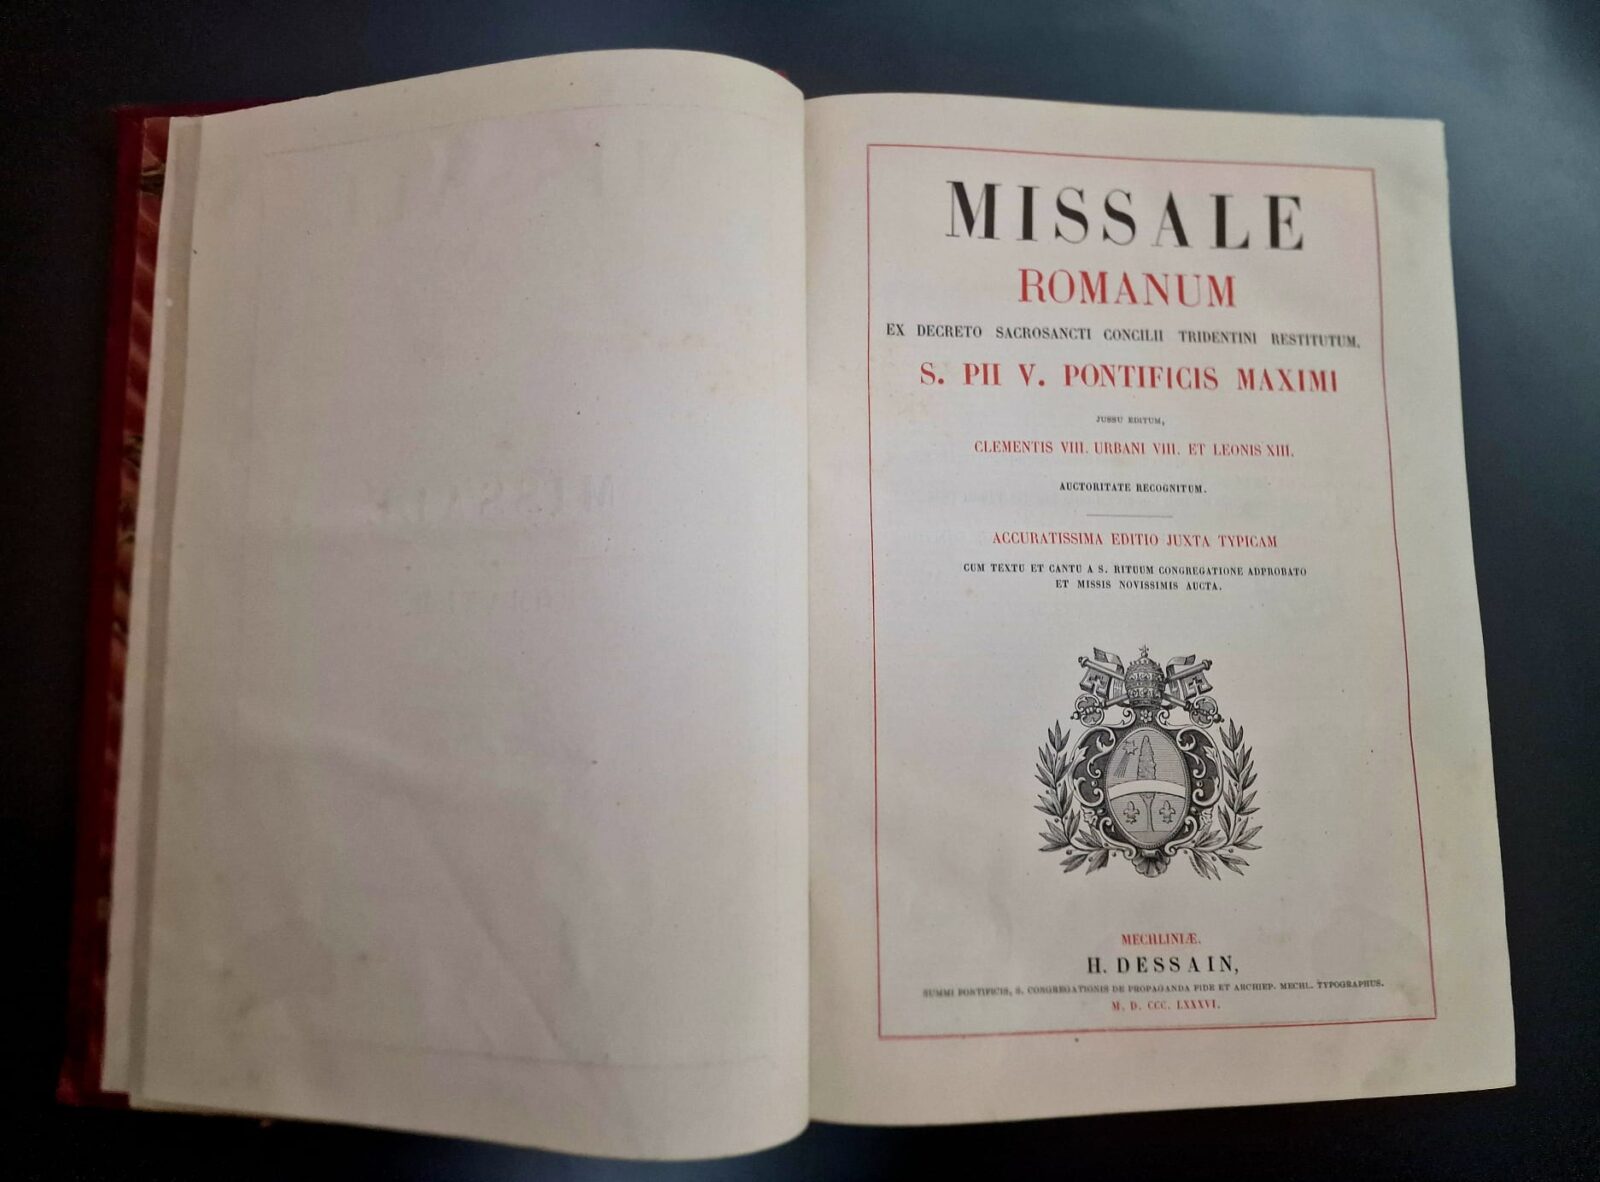 MISSALE
ROMANUM
EX DECRETO SACROSANCTI CONCILII TRIDENTINI RESTITUTUM,
S. PII V. PONTIFICIS MAXIMI
JUSSU EDITUM,
CLEMENTIS VIII. URBANI VIII. ET LEONIS XIII.
AUCTORITATE RECOGNITUM.
ACCURATISSIMA EDITIO JUXTA TYPICAM
CUM TEXTU ET CANTU A S. RITUUM CONGREGATIONE ADPROBATO
ET MISSIS NOVISSIMIS AUCTA.
MECHLINIÆ.
H. DESSAIN,
SUMMI PONTIFICIS, S. CONGREGATIONIS DE PROPAGANDA FIDE ET ARCHIEP. MECHL. TYPOGRAPHUS.
M. D. CCC. LXXXVI.